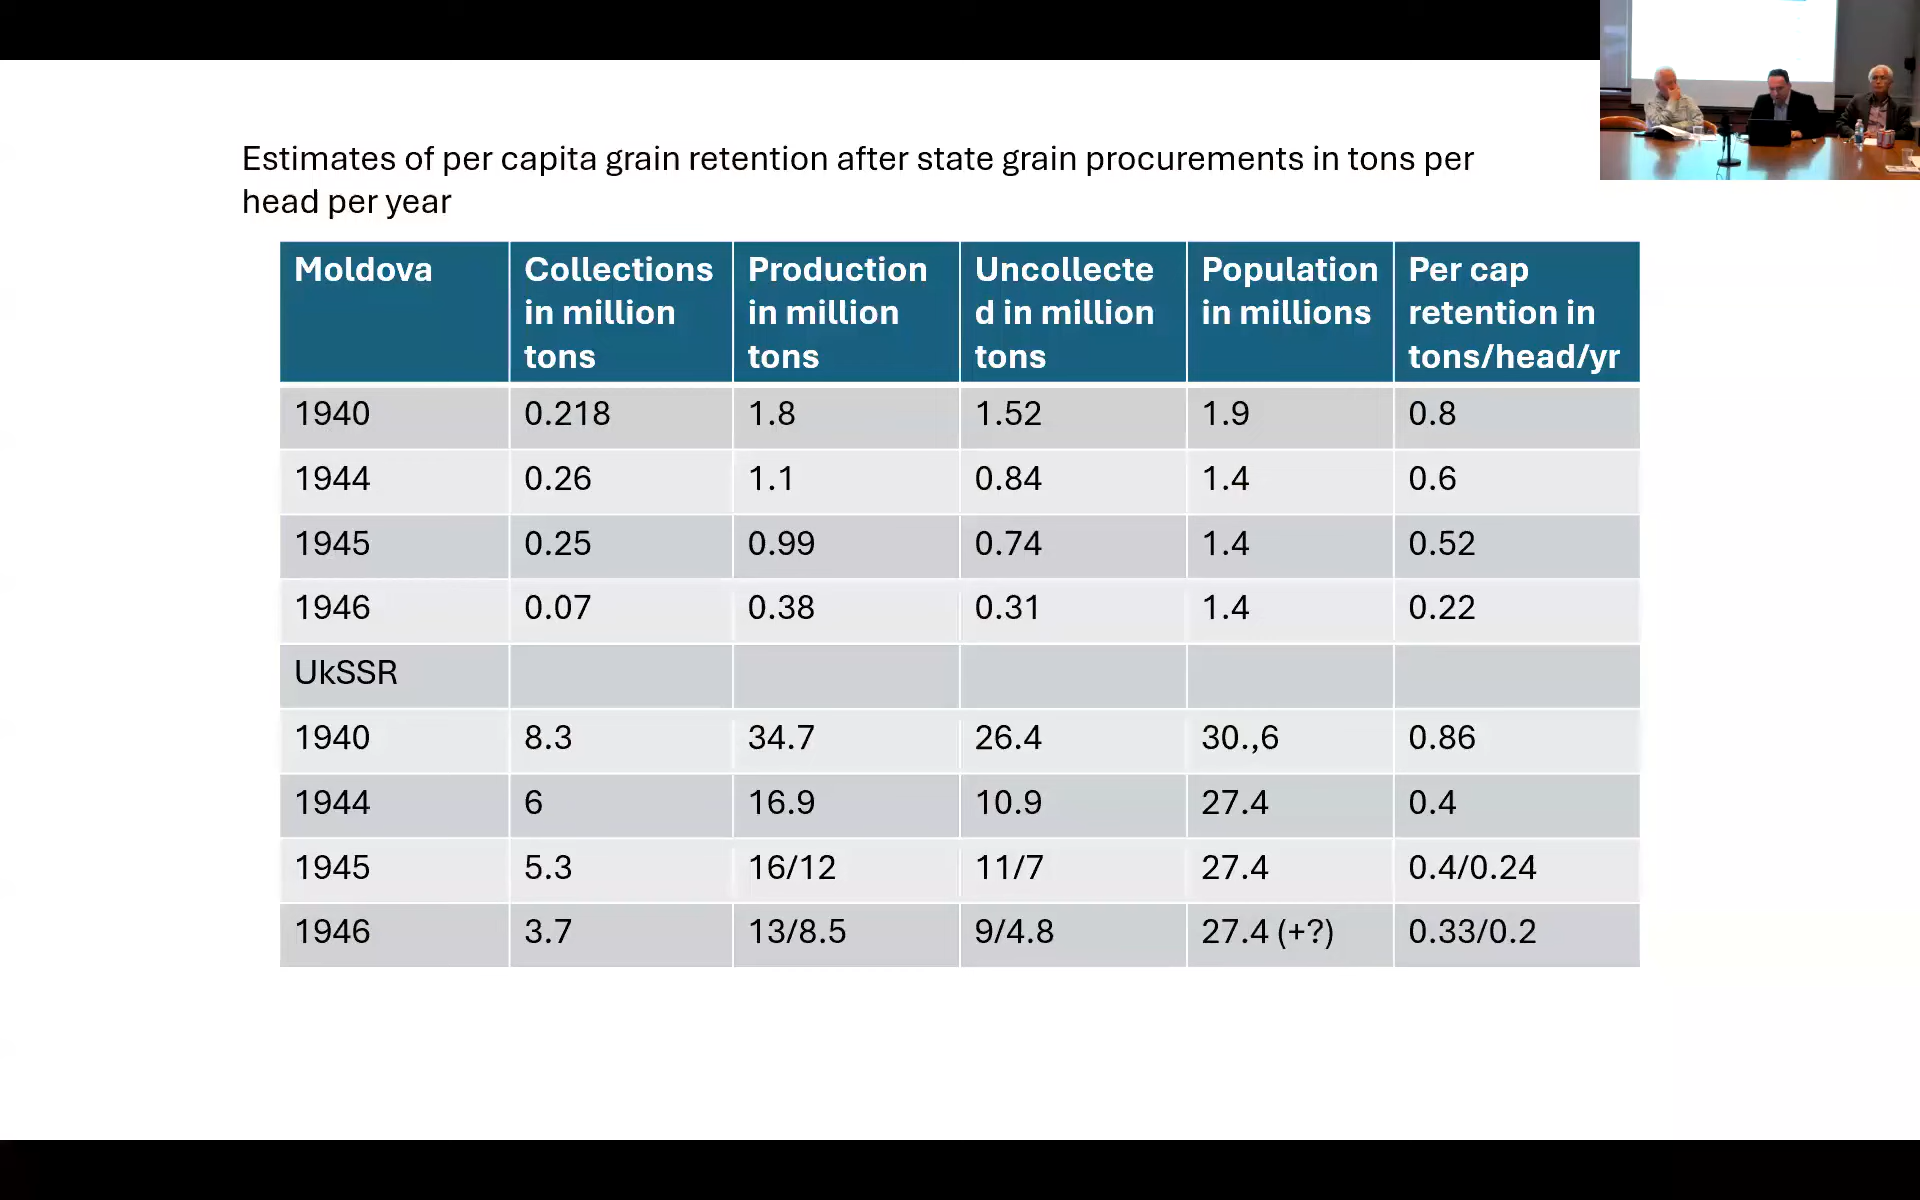 Estimates of per capita grain retention after state grain procurements in tons per
head per year
Moldova Collections in million tons Production in million tons Uncollecte d in million tons Population in millions Per cap retention in tons/head/yr
1940 0.218 1.8 1.52 1.9 0.8
1944 0.26 1.1 0.84 1.4 0.6
1945 0.25 0.99 0.74 1.4 0.52
1946 0.07 0.38 0.31 1.4 0.22
UkSSR
1940 8.3 34.7 26.4 30.,6 0.86
1944 6 16.9 10.9 27.4 0.4
1945 5.3 16/12 11/7 27.4 0.4/0.24
1946 3.7 13/8.5 9/4.8 27.4 (+?) 0.33/0.2